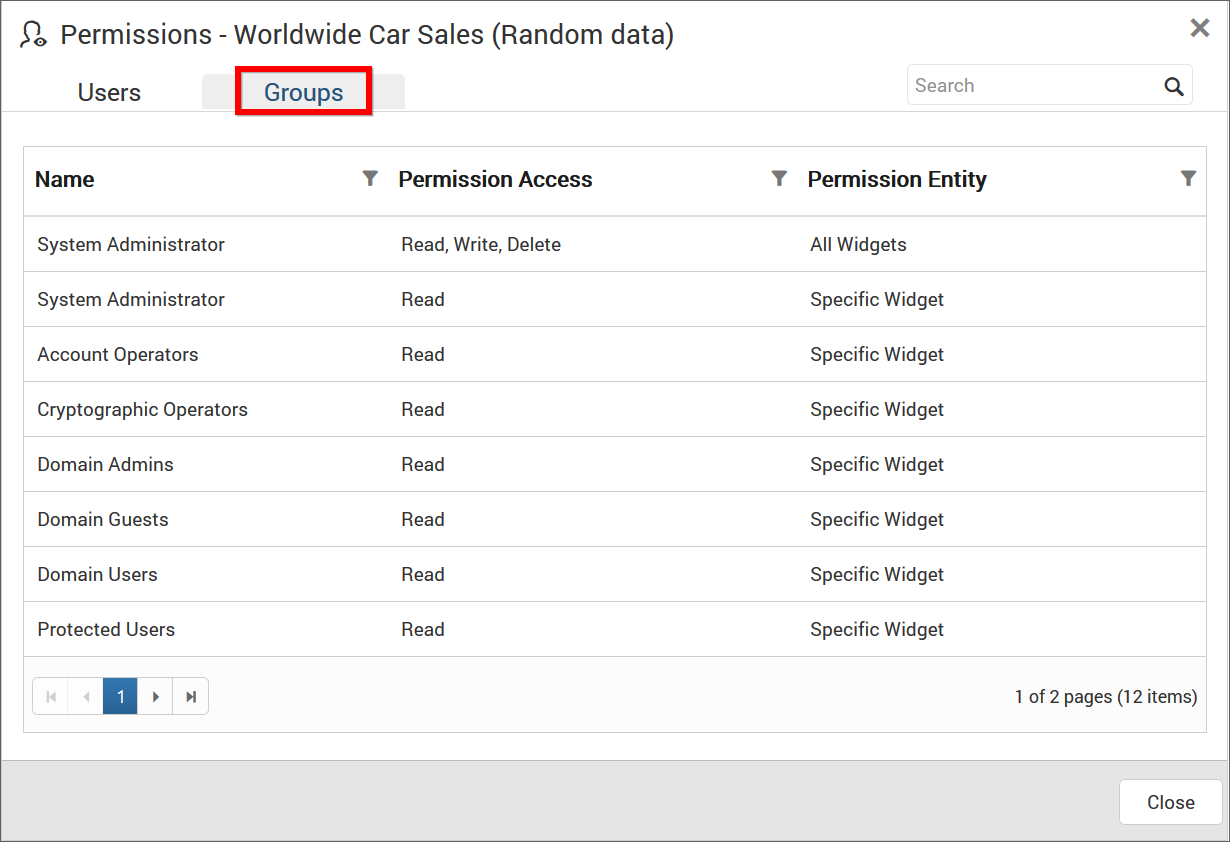 Permissions - Worldwide Car Sales (Random data)
Users Groups Search
Name Permission Access Permission Entity
System Administrator Read, Write, Delete All Widgets
System Administrator Read Specific Widget
Account Operators Read Specific Widget
Cryptographic Operators Read Specific Widget
Domain Admins Read Specific Widget
Domain Guests Read Specific Widget
Domain Users Read Specific Widget
Protected Users Read Specific Widget
1 1 of 2 pages (12 items)
Close